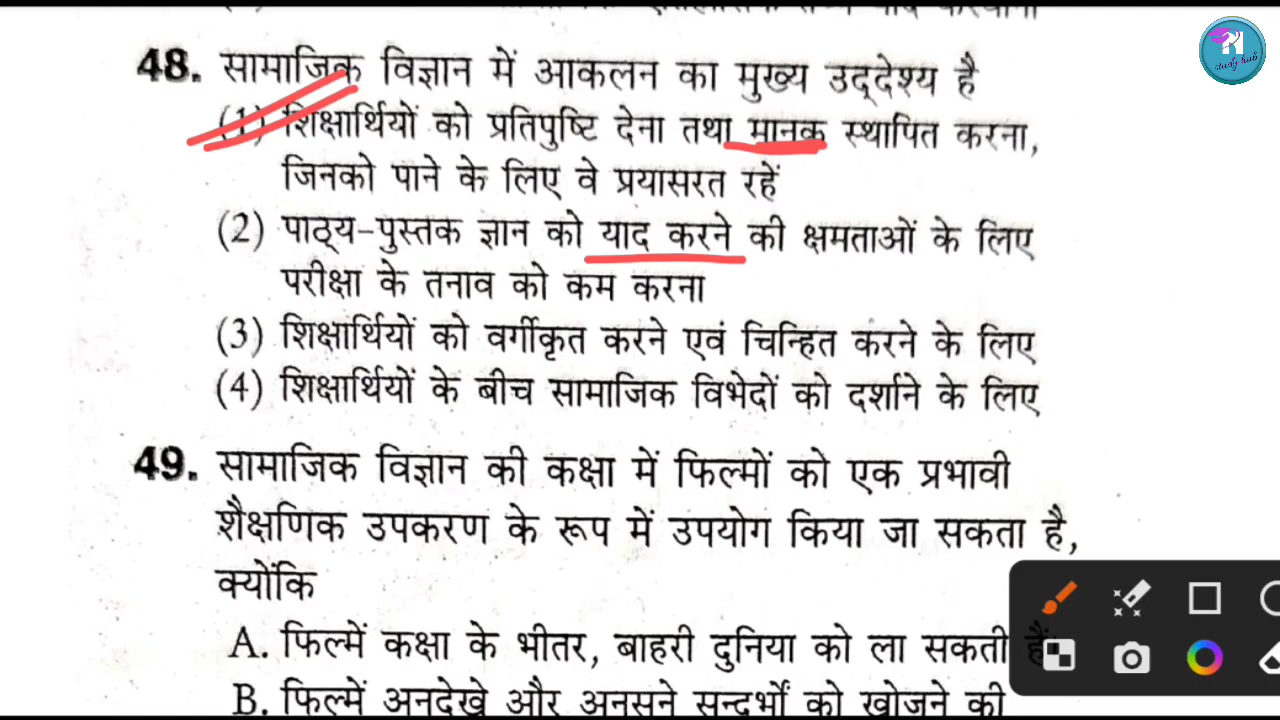 48. सामाजिक विज्ञान में आकलन का मुख्य उद्देश्य है
(1) शिक्षार्थियों को प्रतिपुष्टि देना तथा मानक स्थापित करना,
जिनको पाने के लिए वे प्रयासरत रहें
(2) पाठ्य-पुस्तक ज्ञान को याद करने की क्षमताओं के लिए
परीक्षा के तनाव को कम करना
(3) शिक्षार्थियों को वर्गीकृत करने एवं चिन्हित करने के लिए
(4) शिक्षार्थियों के बीच सामाजिक विभेदों को दर्शाने के लिए
49. सामाजिक विज्ञान की कक्षा में फिल्मों को एक प्रभावी
शैक्षणिक उपकरण के रूप में उपयोग किया जा सकता है,
क्योंकि
A. फिल्में कक्षा के भीतर, बाहरी दुनिया को ला सकती हैं
B. फिल्में अनदेखे और अनसुने सन्दर्भों को खोजने की
N
study hub